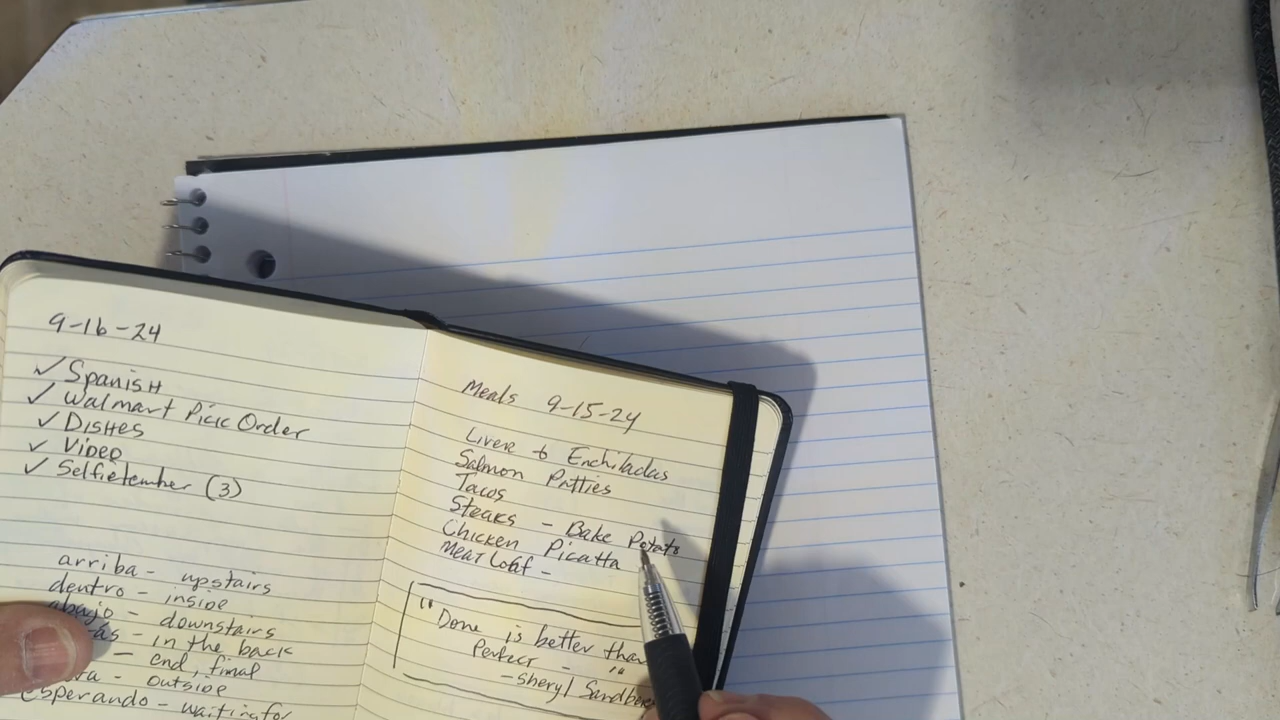 9-16-24
✓ Spanish
✓ Walmart Pick Order
✓ Dishes
✓ Video
✓ Selfietember (3)
arriba - upstairs
dentro - inside
abajo - downstairs
- in the back
- end, final
- outside
esperando - waiting for
Meals 9-15-24
Liver & Enchiladas
Salmon Patties
Tacos
Steaks - Bake Potato
Chicken Picatta
Meat loaf -
"Done is better than
Perfect - "
- Sheryl